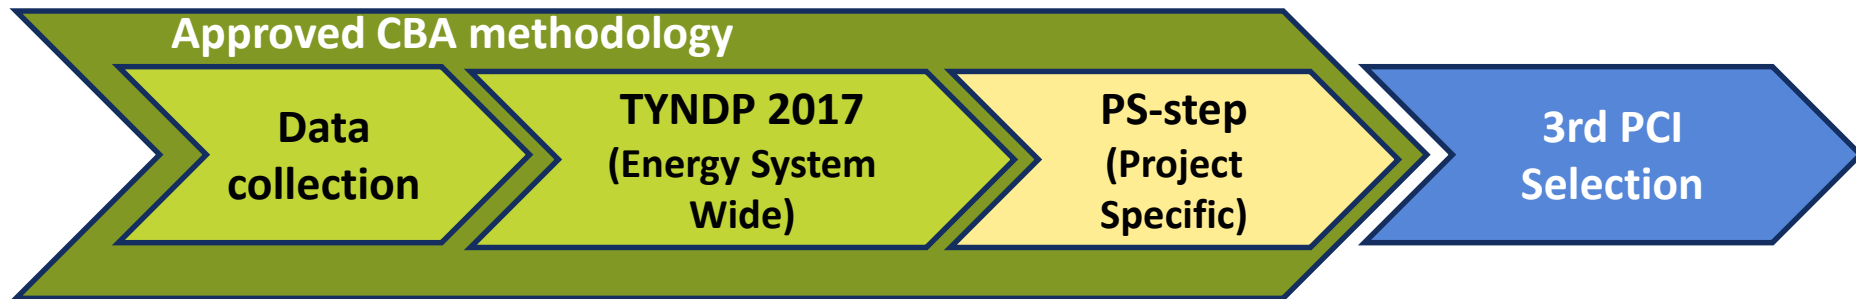 Approved CBA methodology
Data
collection
TYNDP 2017
(Energy System
Wide)
PS-step
(Project
Specific)
3rd PCI
Selection